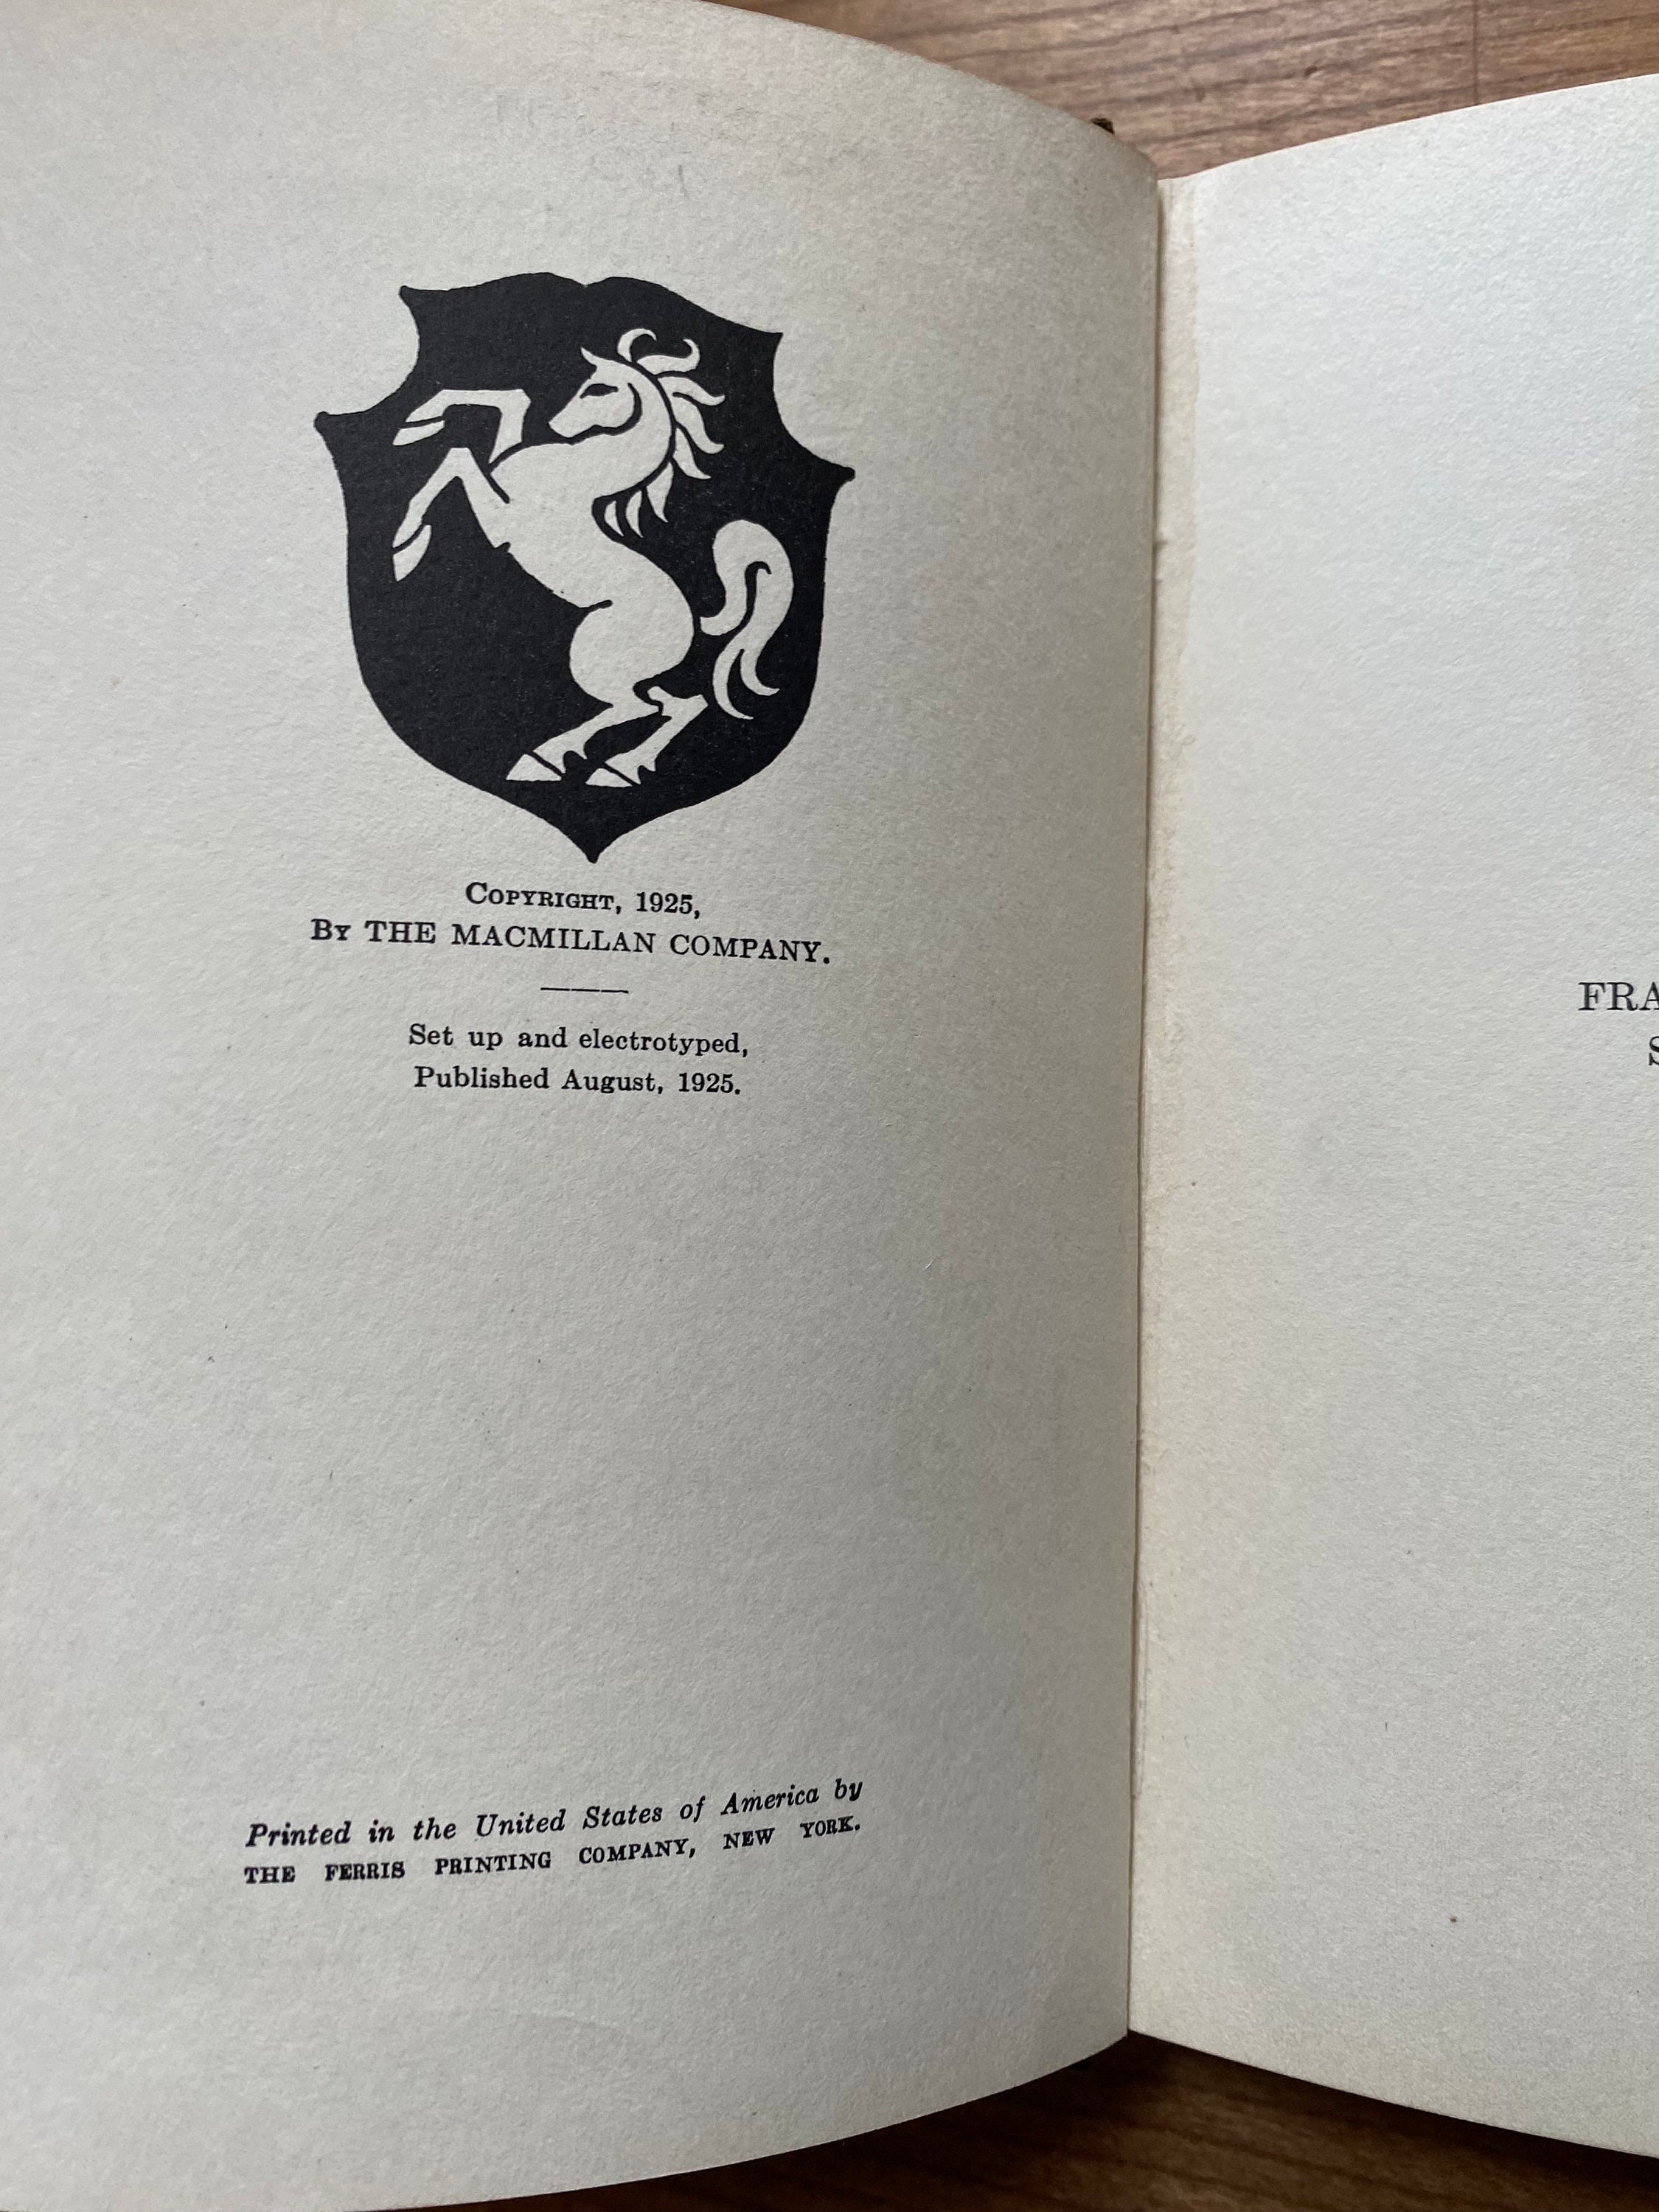 COPYRIGHT, 1925,
BY THE MACMILLAN COMPANY.
Set up and electrotyped,
Published August, 1925.
Printed in the United States of America by
THE FERRIS PRINTING COMPANY, NEW YORK.
FRA
S